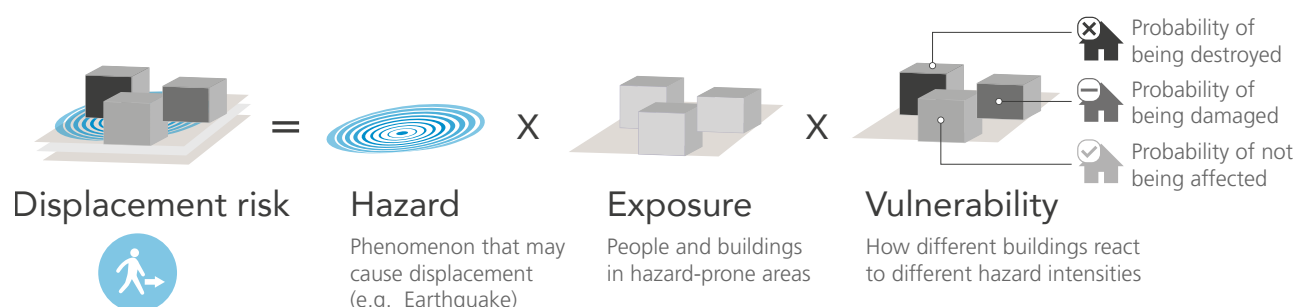 Probability of
being destroyed
Probability of
being damaged
Probability of not
being affected
= X X
Displacement risk
Hazard
Phenomenon that may
cause displacement
(e.g. Earthquake)
Exposure
People and buildings
in hazard-prone areas
Vulnerability
How different buildings react
to different hazard intensities